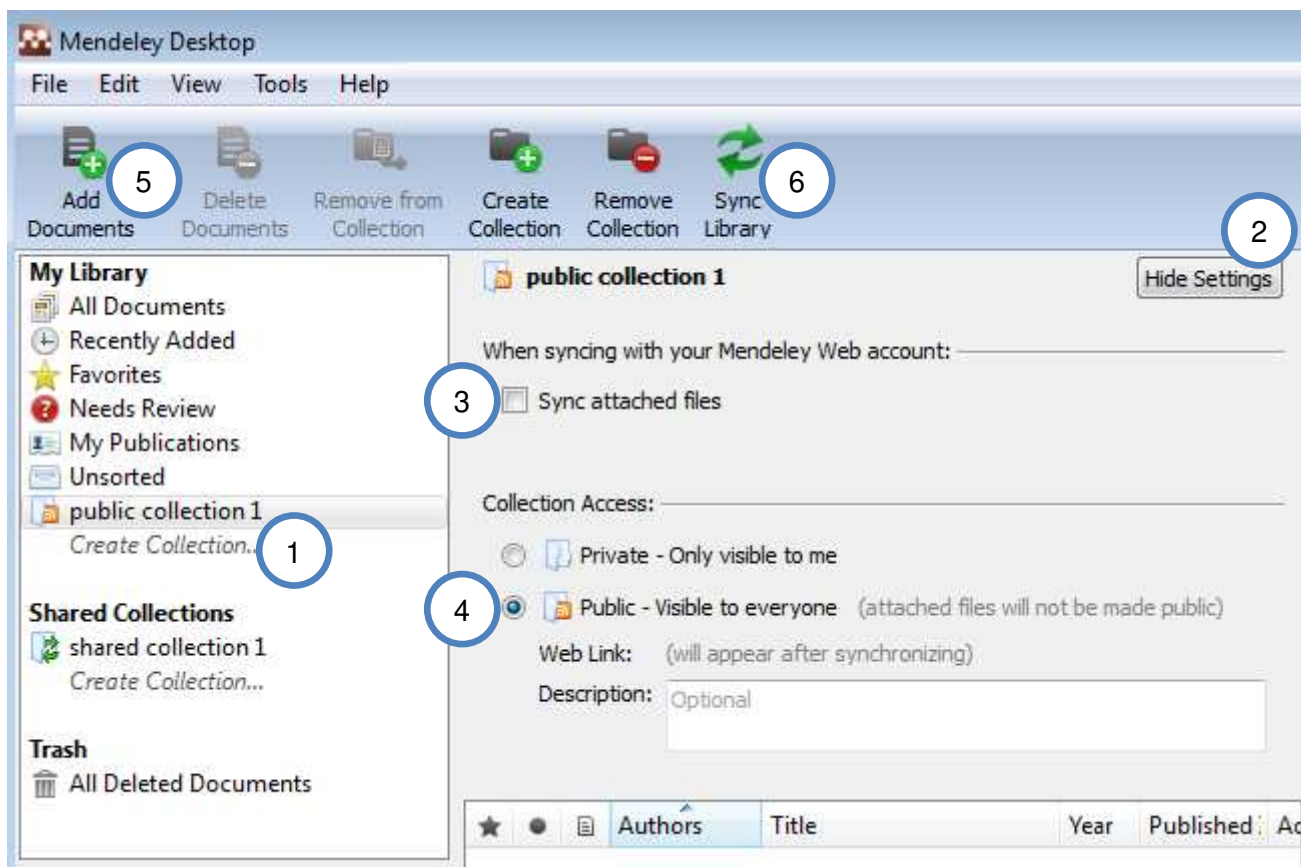 Mendeley Desktop
File Edit View Tools Help
5
6
Add Documents
Delete Documents
Remove from Collection
Create Collection
Remove Collection
Sync Library
2
My Library
All Documents
Recently Added
Favorites
Needs Review
My Publications
Unsorted
public collection 1
Create Collection...
1
Shared Collections
shared collection 1
Create Collection...
Trash
All Deleted Documents
public collection 1
Hide Settings
When syncing with your Mendeley Web account:
3
Sync attached files
Collection Access:
Private - Only visible to me
4
Public - Visible to everyone (attached files will not be made public)
Web Link: (will appear after synchronizing)
Description: Optional
Authors Title Year Published